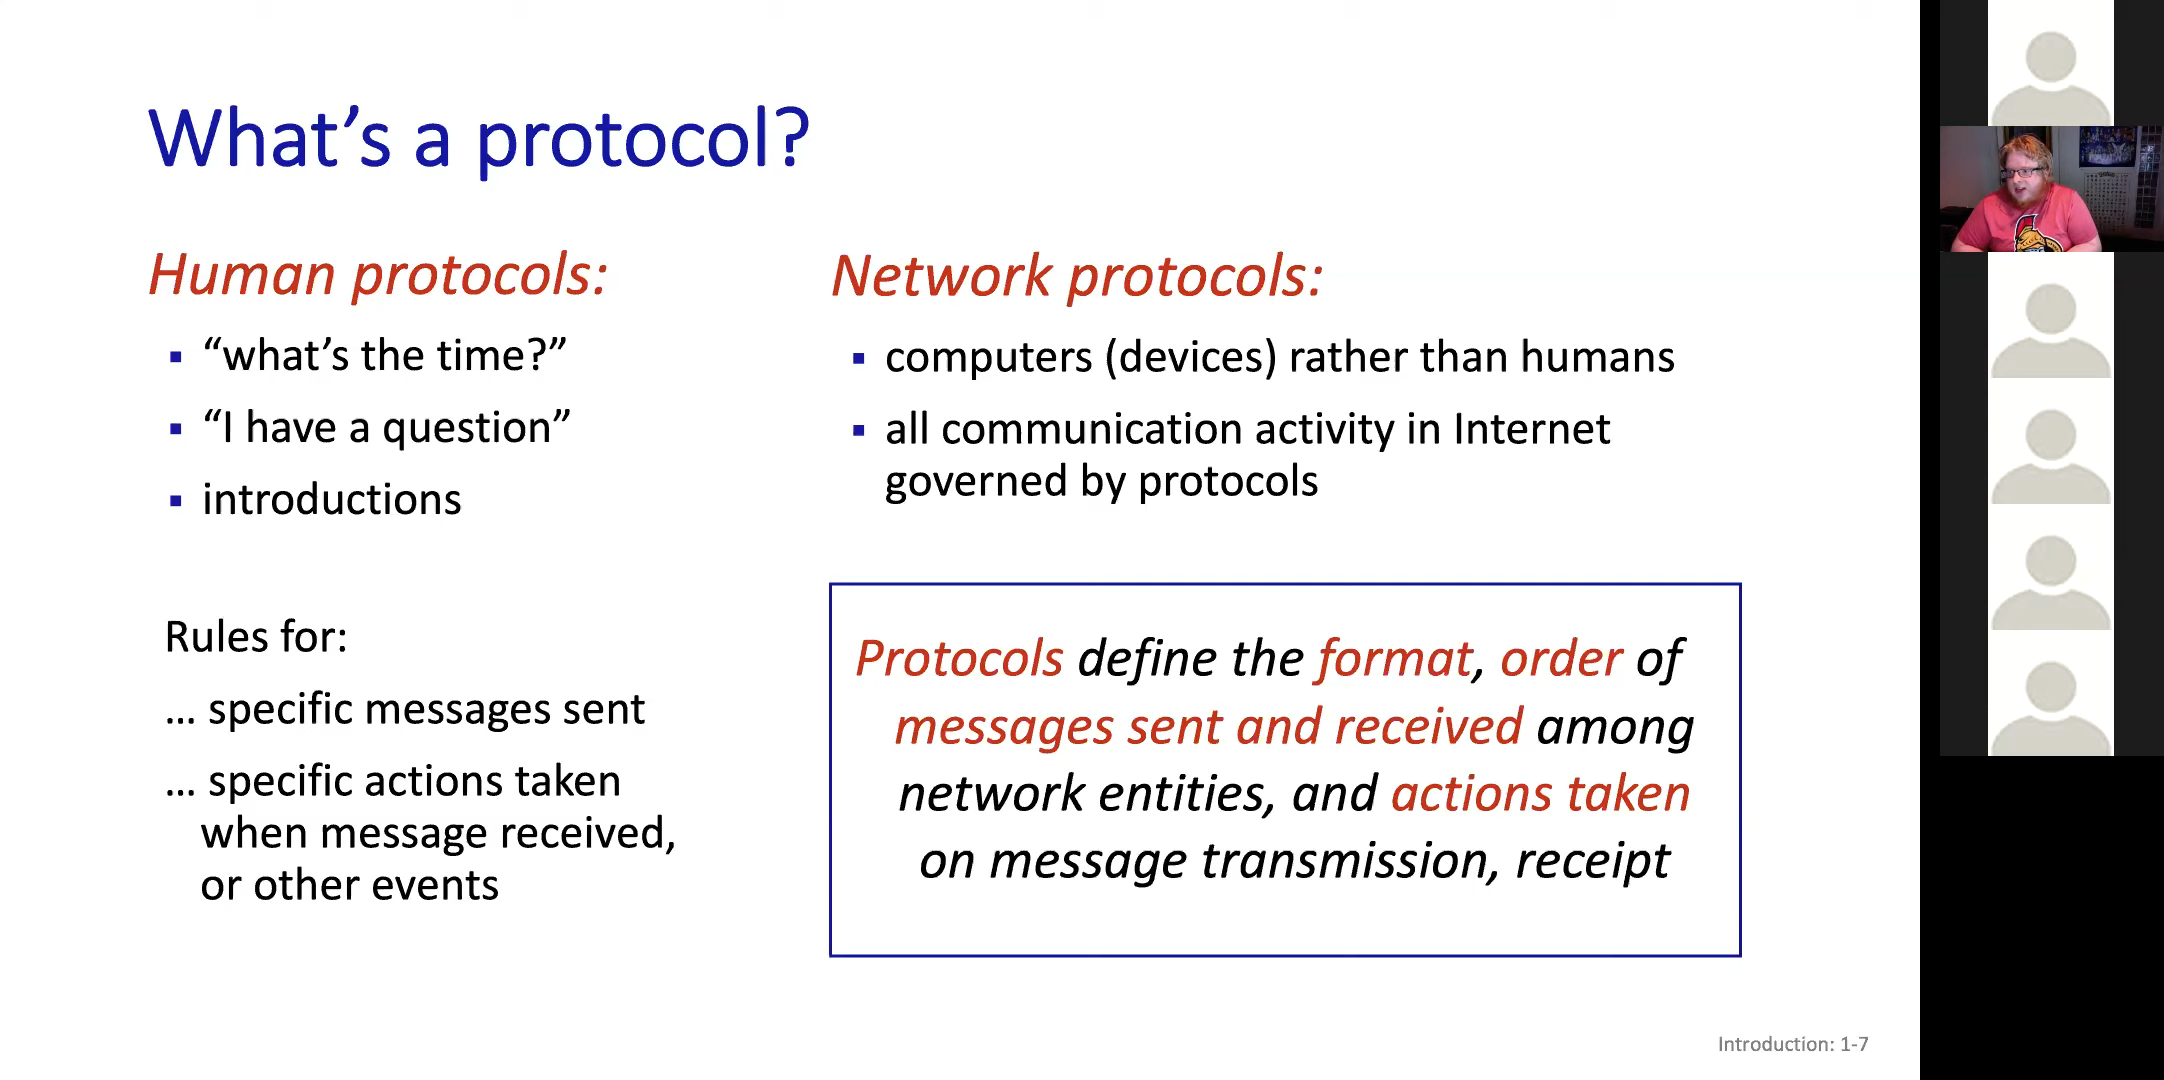 What’s a protocol?
Human protocols:
▪ “what’s the time?”
▪ “I have a question”
▪ introductions
Rules for:
... specific messages sent
... specific actions taken
when message received,
or other events
Network protocols:
▪ computers (devices) rather than humans
▪ all communication activity in Internet
governed by protocols
Protocols define the format, order of
messages sent and received among
network entities, and actions taken
on message transmission, receipt
Introduction: 1-7